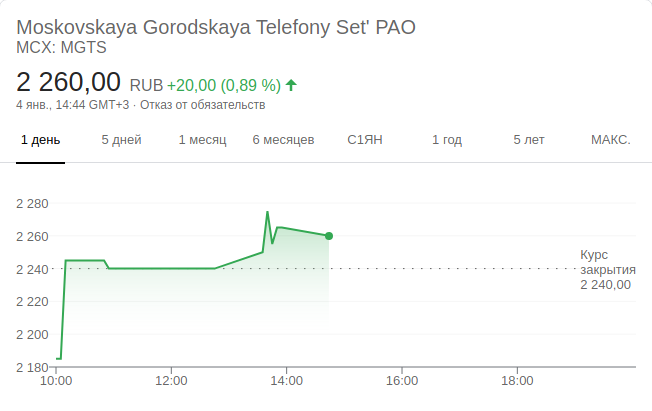 Moskovskaya Gorodskaya Telefony Set' PAO
MCX: MGTS
2 260,00 RUB +20,00 (0,89 %)
4 янв., 14:44 GMT+3 · Отказ от обязательств
1 день 5 дней 1 месяц 6 месяцев С1ЯН 1 год 5 лет МАКС.
2 280
2 260
2 240
2 220
2 200
2 180
Курс
закрытия
2 240,00
10:00 12:00 14:00 16:00 18:00